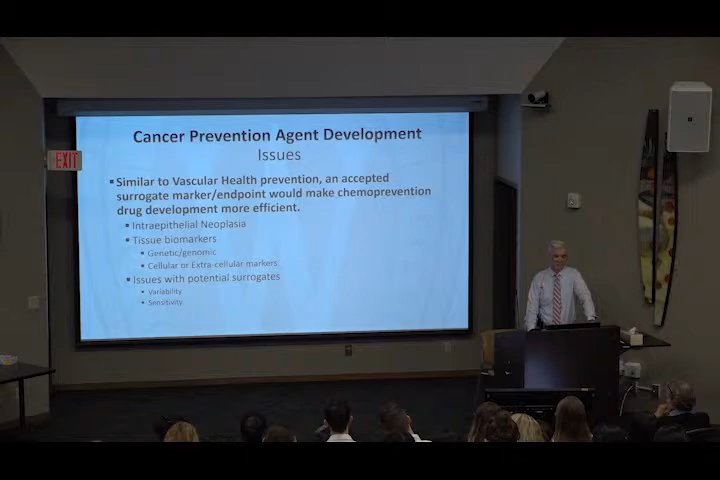 Cancer Prevention Agent Development
Issues
EXIT
▪ Similar to Vascular Health prevention, an accepted
surrogate marker/endpoint would make chemoprevention
drug development more efficient.
▪ Intraepithelial Neoplasia
▪ Tissue biomarkers
▪ Genetic/genomic
▪ Cellular or Extra-cellular markers
▪ Issues with potential surrogates
▪ Variability
▪ Sensitivity